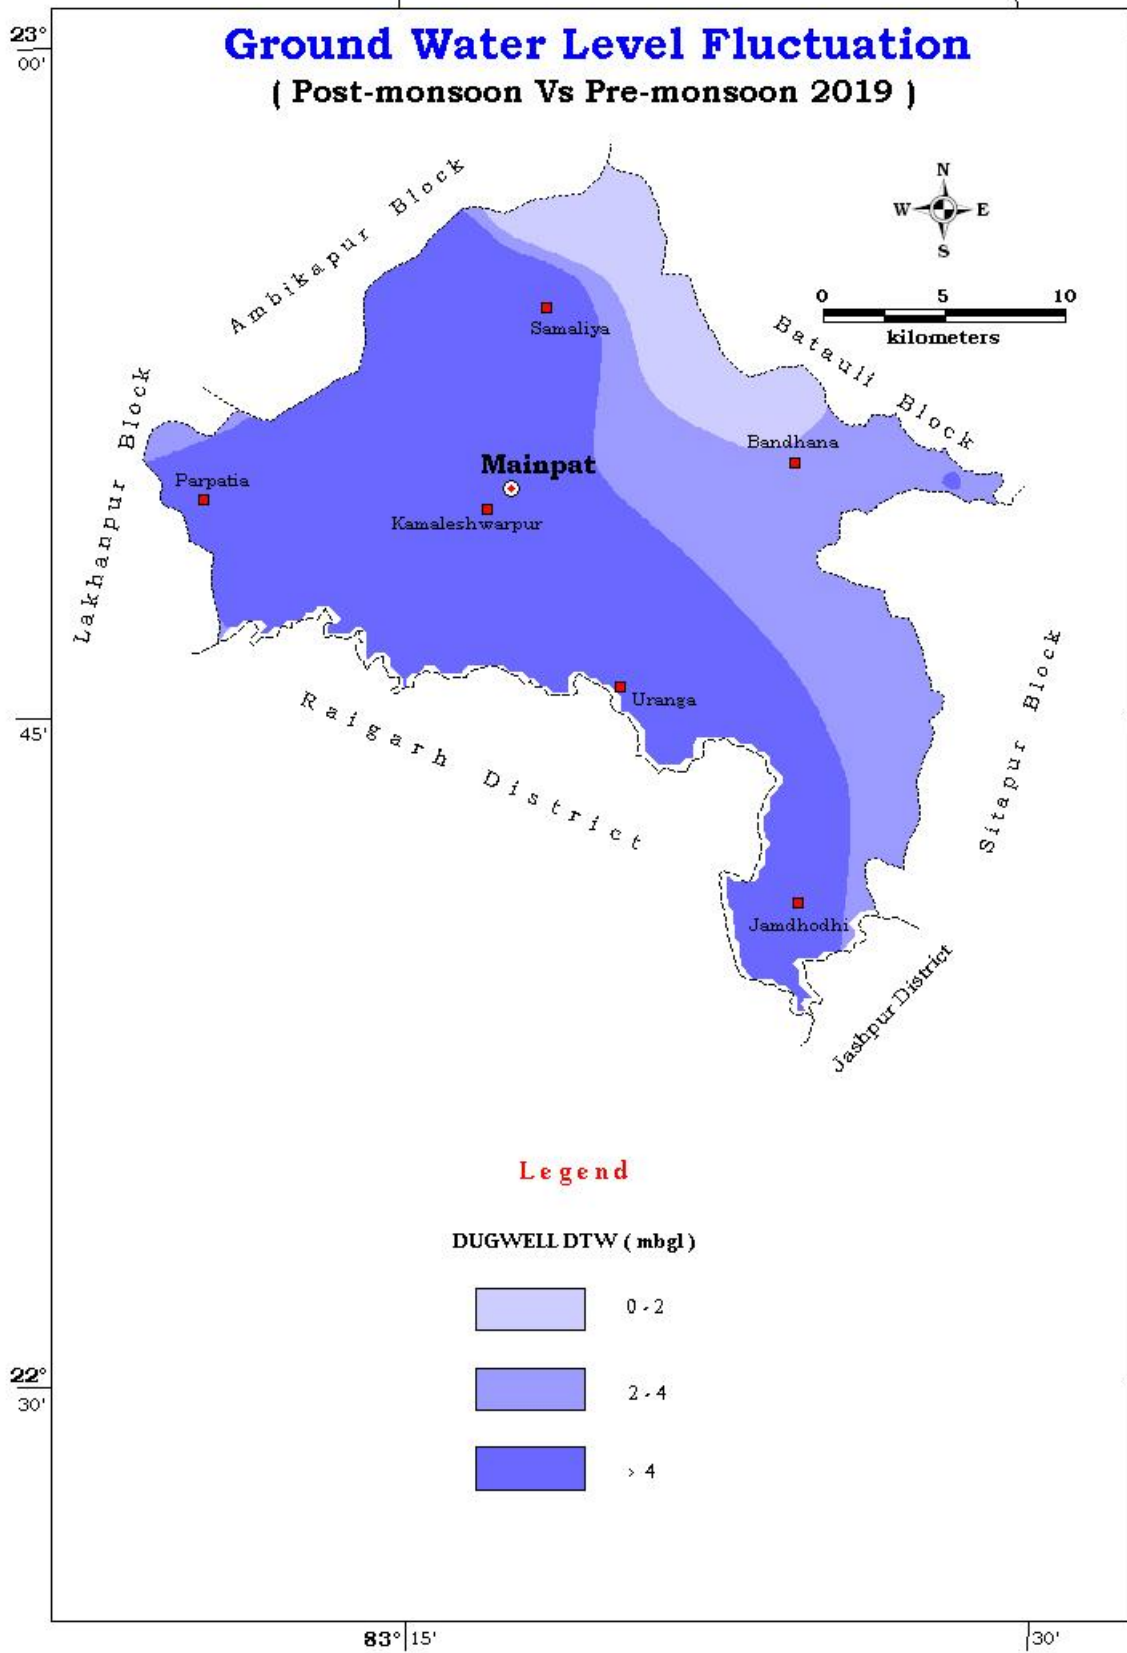 23°
00'
Ground Water Level Fluctuation
( Post-monsoon Vs Pre-monsoon 2019 )
Ambikapur Block
N
W E
S
0 5 10
kilometers
Samaliya
Batauli Block
Lakhanpur Block
Bandhana
Mainpat
Parpatia
Kamaleshwarpur
Sitapur Block
Raigarh District
Uranga
45'
Jamdhodhi
Jashpur District
Legend
DUGWELL DTW ( mbgl )
0 - 2
2 - 4
> 4
22°
30'
83° 15' 30'